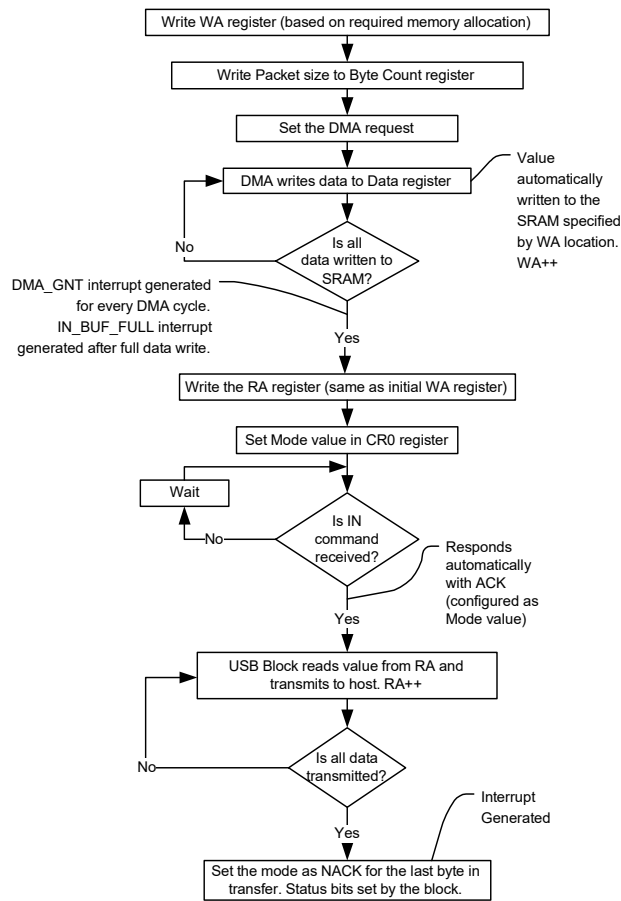 Write WA register (based on required memory allocation)
Write Packet size to Byte Count register
Set the DMA request
DMA writes data to Data register
Value
automatically
written to the
SRAM specified
by WA location.
WA++
Is all
data written to
SRAM?
No
DMA_GNT interrupt generated
for every DMA cycle.
IN_BUF_FULL interrupt
generated after full data write.
Yes
Write the RA register (same as initial WA register)
Set Mode value in CR0 register
Wait
Is IN
command
received?
No
Responds
automatically
with ACK
(configured as
Mode value)
Yes
USB Block reads value from RA and
transmits to host. RA++
Is all data
transmitted?
No
Interrupt
Generated
Yes
Set the mode as NACK for the last byte in
transfer. Status bits set by the block.